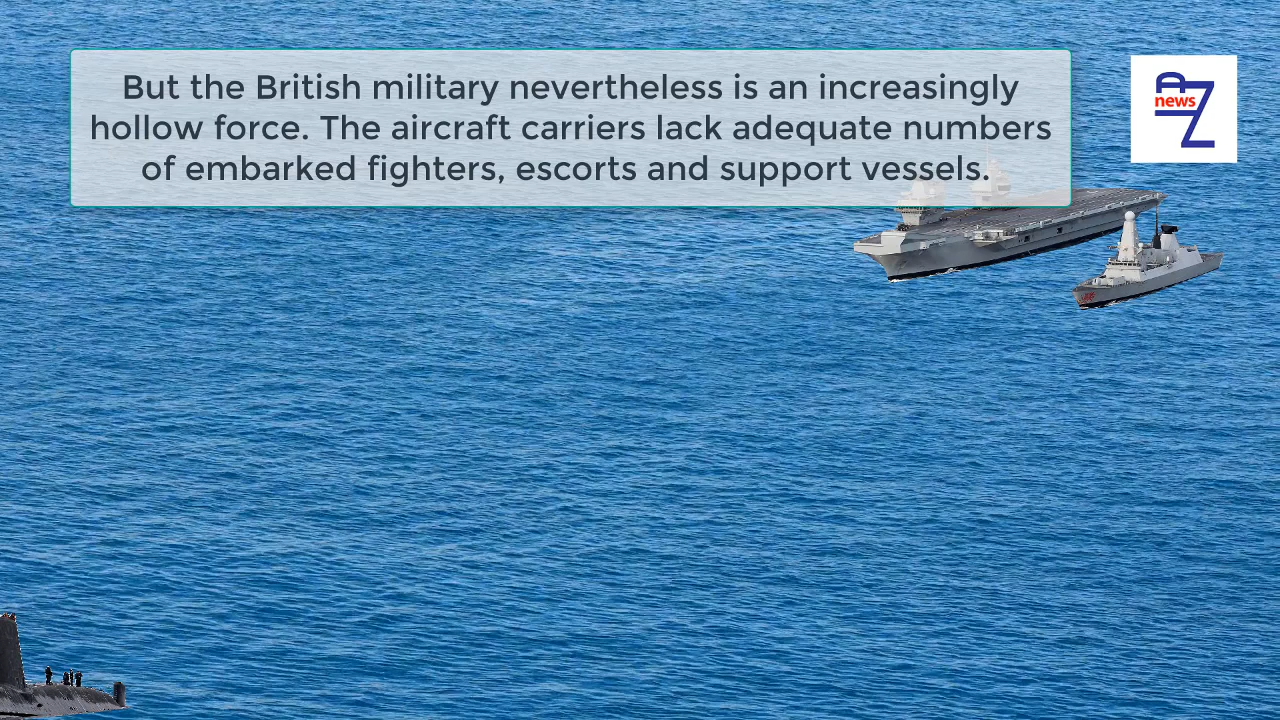 But the British military nevertheless is an increasingly
hollow force. The aircraft carriers lack adequate numbers
of embarked fighters, escorts and support vessels.
AZ
news